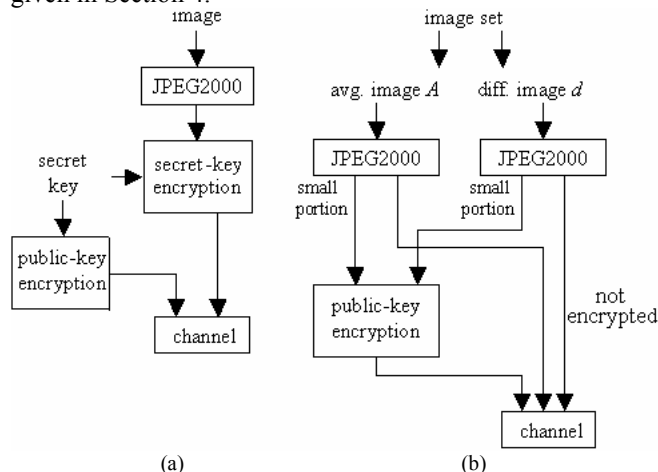 given in Section 4.
image
JPEG2000
secret
key
secret-key
encryption
public-key
encryption
channel
(a)
image set
avg. image A
diff. image d
JPEG2000
JPEG2000
small
portion
small
portion
public-key
encryption
not
encrypted
channel
(b)